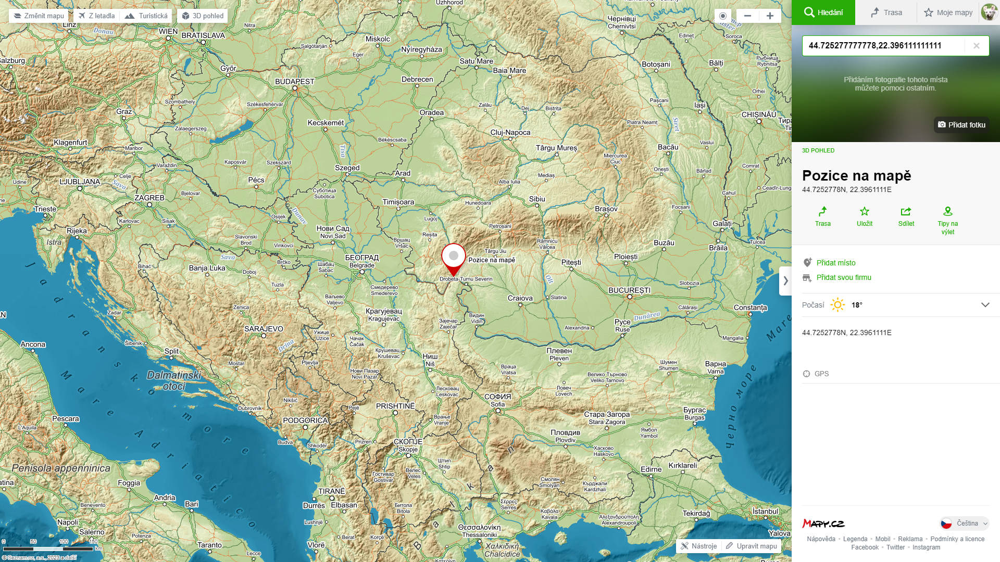 Změnit mapu
Z letadla
Turistická
3D pohled
Hledání
Trasa
Moje mapy
44.725277777778,22.396111111111
Přidáním fotografie tohoto místa
můžete pomoci ostatním.
Přidat fotku
3D POHLED
Pozice na mapě
44.7252778N, 22.3961111E
Trasa
Uložit
Sdílet
Tipy na
výlet
Přidat místo
Přidat svou firmu
Počasí
18°
44.7252778N, 22.3961111E
GPS
Mapy.cz
Čeština
Nápověda • Legenda • Mobil • Reklama • Podmínky a licence
Facebook • Twitter • Instagram
Nástroje
Upravit mapu
Uzhhorod
Чернівці
Chernivtsi
Linz
Donau
WIEN
BRATISLAVA
Nitra
Salgótarján
Miskolc
Eger
Nyíregyháza
Satu Mare
Baia Mare
Botoșani
Edineț
Soroca
Bălți
Рыбница
Rybnitsa
Győr
BUDAPEST
Debrecen
Szombathely
Székesfehérvár
Oradea
Zalău
Dej
Bistrița
Pașcani
Iași
Orhei
CHIȘINĂU
Graz
Zalaegerszeg
Kecskemét
Cluj-Napoca
Piatra Neamț
Siret
Klagenfurt
Maribor
Békéscsaba
Tisa
Târgu Mureș
Bacău
Vaslui
Varaždin
Kaposvár
Szekszárd
Szeged
Arad
Miercurea
Ciuc
Onești
Bârlad
Comrat
Udine
LJUBLJANA
Celje
Sava
Pécs
Суботица
Subotica
Alba Iulia
Mediaș
Cahul
ZAGREB
Bjelovar
Timișoara
Hunedoara
Sibiu
Brașov
Focșani
Trieste
Karlovac
Sisak
Osijek
Dunav
Lugoj
Galați
Rijeka
Istra
Slavonski
Brod
Vinkovci
Нови Сад
Novi Sad
Вршац
Vršac
Reșița
Petroșani
Râmnicu
Vâlcea
Buzău
Brăila
Tulcea
Târgu Jiu
Pozice na mapě
Bihać
Sava
Banja Luka
Doboj
Brčko
Шабац
Šabac
БЕОГРАД
Belgrade
Pitești
Ploiești
Drobeta-Turnu Severin
Tuzla
Смедерево
Smederevo
Olt
Slobozia
Zadar
Zenica
Ваљево
Valjevo
Craiova
Slatina
BUCUREȘTI
Крагујевац
Kragujevac
Видин
Vidin
Зајечар
Zaječar
Dunărea
Călărași
Constanța
SARAJEVO
Ужице
Užice
Чачак
Čačak
Alexandria
Русе
Ruse
Mangalia
Ancona
Šibenik
Split
Drina
Крушевац
Kruševac
Ниш
Niš
Плевен
Pleven
Mostar
Pljevlja
Нови Пазар
Novi Pazar
Враца
Vratsa
Велико Търново
Veliko Tarnovo
Шумен
Shumen
Варна
Varna
Dalmatinski
otoci
Лесковац
Leskovac
Ловеч
Lovech
Nikšić
СОФИЯ
Sofia
Dubrovnik
Pejë
PRISHTINË
Pescara
L'Aquila
PODGORICA
Врање
Vranje
Стара Загора
Stara Zagora
Бургас
Burgas
Ямбол
Yambol
Budva
Shkodër
Prizren
СКОПЈЕ
Skopje
Пловдив
Plovdiv
Хасково
Haskovo
Penisola appenninica
Гостивар
Gostivar
Велес
Veles
Штип
Shtip
Смолян
Smolyan
Кърджали
Kardzhali
Edirne
Kırklareli
Foggia
Andria
Bari
TIRANË
Durrës
Elbasan
Битола
Bitola
Σέρρες
Serres
Καβάλα
Kavala
Αλεξανδρούπολη
Alexandroupoli
Tekirdağ
İstanbul
Benevento
Napoli
Salerno
Potenza
Taranto
Lecce
Lushnjë
Berat
Korçë
Vlorë
Θεσσαλονίκη
Thessaloniki
Χαλκιδική
Chalcidice
Κατερίνη
Yalova
Jadransko more
Mare Adriatico
Черно море
Mare
Balkan
0 50 100 150 km
© Seznam.cz, a.s., 2023 a další